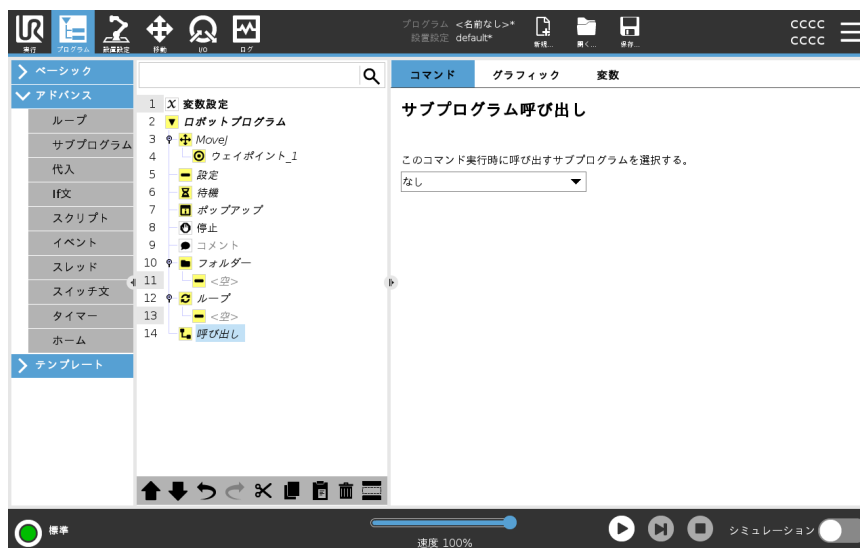 UR
実行
プログラム
設置設定
移動
I/O
ログ
プログラム <名前なし>*
設置設定 default*
新規...
開く...
保存...
CCCC
CCCC
ベーシック
アドバンス
ループ
サブプログラム
代入
If文
スクリプト
イベント
スレッド
スイッチ文
タイマー
ホーム
テンプレート
1 X 変数設定
2 ロボットプログラム
3 MoveJ
4 ウェイポイント_1
5 設定
6 待機
7 ポップアップ
8 停止
9 コメント
10 フォルダー
11 <空>
12 ループ
13 <空>
14 呼び出し
コマンド グラフィック 変数
サブプログラム呼び出し
このコマンド実行時に呼び出すサブプログラムを選択する。
なし
標準
速度 100%
シミュレーション